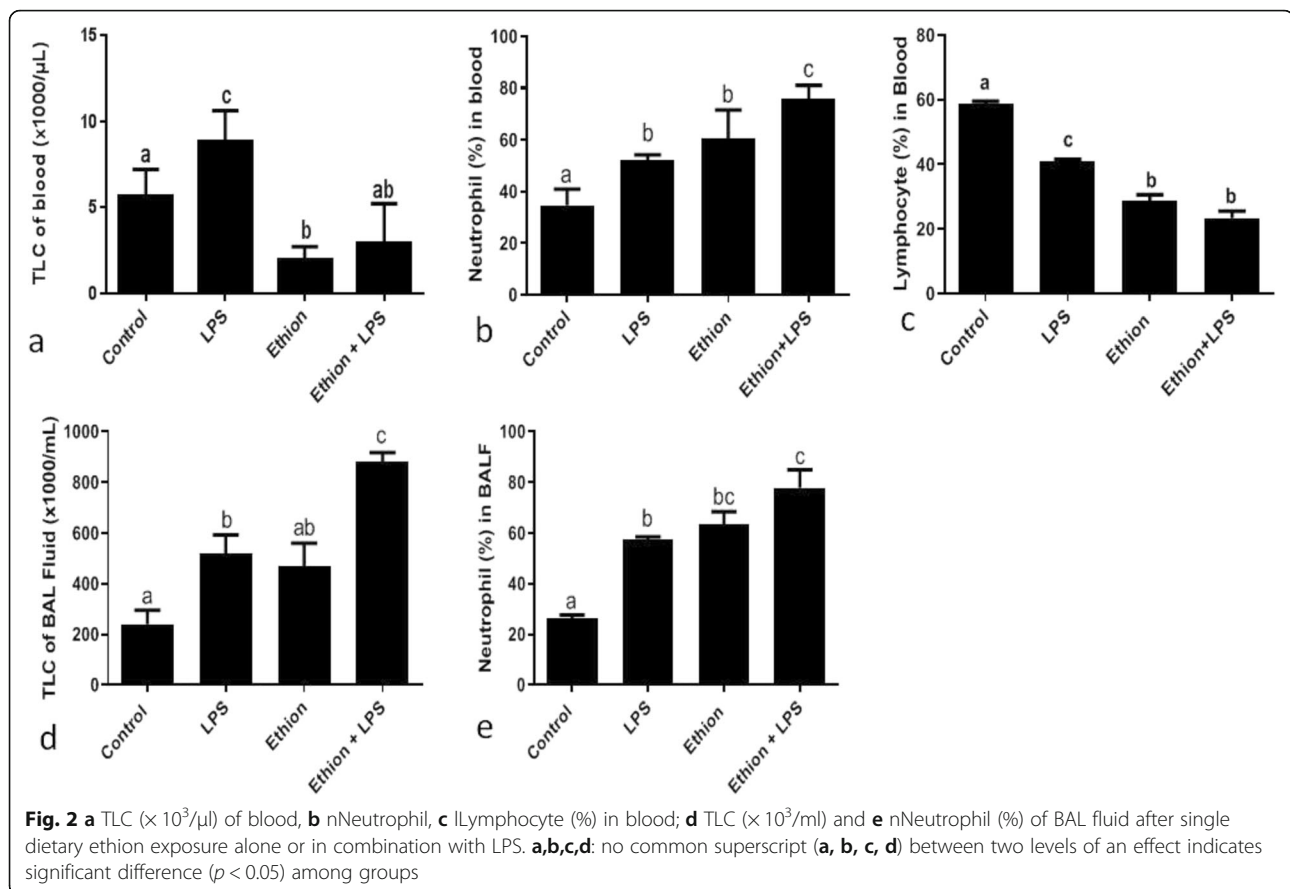 TLC of blood (x1000/µL)
15
10
5
0
a
c
b
ab
Control
LPS
Ethion
Ethion + LPS
a
Neutrophil (%) in blood
100
80
60
40
20
0
a
b
b
c
Control
LPS
Ethion
Ethion+LPS
b
Lymphocyte (%) in Blood
80
60
40
20
0
a
c
b
b
Control
LPS
Ethion
Ethion+LPS
c
TLC of BAL Fluid (x1000/mL)
1000
800
600
400
200
0
a
b
ab
c
Control
LPS
Ethion
Ethion + LPS
d
Neutrophil (%) in BALF
100
80
60
40
20
0
a
b
bc
c
Control
LPS
Ethion
Ethion + LPS
e
Fig. 2 a TLC (× 10³/µl) of blood, b nNeutrophil, c lLymphocyte (%) in blood; d TLC (× 10³/ml) and e nNeutrophil (%) of BAL fluid after single
dietary ethion exposure alone or in combination with LPS. a,b,c,d: no common superscript (a, b, c, d) between two levels of an effect indicates
significant difference (p < 0.05) among groups